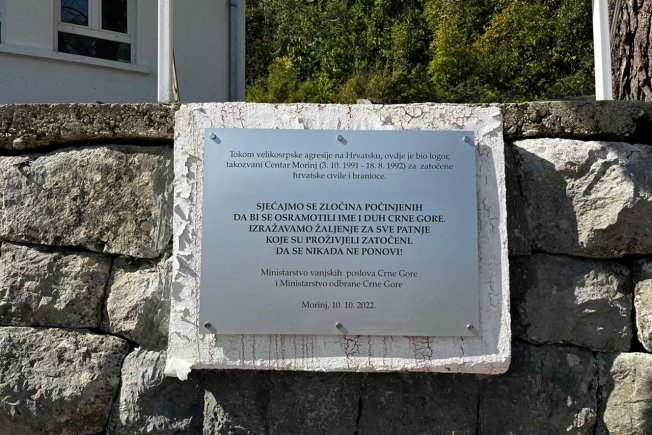 Tokom velikosrpske agresije na Hrvatsku, ovdje je bio logor,
takozvani Centar Morinj (3. 10. 1991 - 18. 8. 1992) za zatočene
hrvatske civile i branioce.
SJEĆAJMO SE ZLOČINA POČINJENIH
DA BI SE OSRAMOTILI IME I DUH CRNE GORE.
IZRAŽAVAMO ŽALJENJE ZA SVE PATNJE
KOJE SU PROŽIVJELI ZATOČENI.
DA SE NIKADA NE PONOVI!
Ministarstvo vanjskih poslova Crne Gore
i Ministarstvo odbrane Crne Gore
Morinj, 10. 10. 2022.